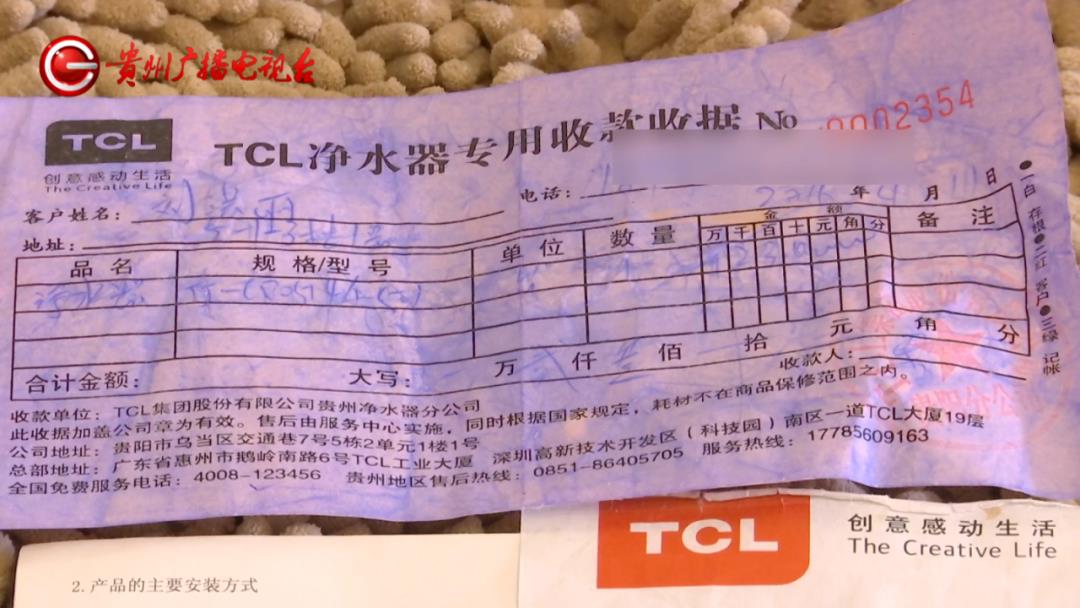 贵州广播电视台
TCL
创意感动生活
The Creative Life
TCL净水器专用收款收据 No 0002354
客户姓名: 电话: 2016 年 4 月 11 日
地址:
品名 规格/型号 单位 数量 金额 备注
万 千 百 十 元 角 分
净水器
合计金额: 大写: 万 仟 佰 拾 元 角 分
收款人:
收款单位: TCL集团股份有限公司贵州净水器分公司
此收据加盖公司章为有效。售后由服务中心实施,同时根据国家规定,耗材不在商品保修范围之内。
公司地址: 贵阳市乌当区交通巷7号5栋2单元1楼1号
总部地址: 广东省惠州市鹅岭南路6号TCL工业大厦 深圳高新技术开发区(科技园)南区一道TCL大厦19层
全国免费服务电话: 4008-123456 贵州地区售后热线: 0851-86405705 服务热线: 17785609163
●一白 存根●二红 客户●三绿 记帐
TCL
创意感动生活
The Creative Life
2.产品的主要安装方式